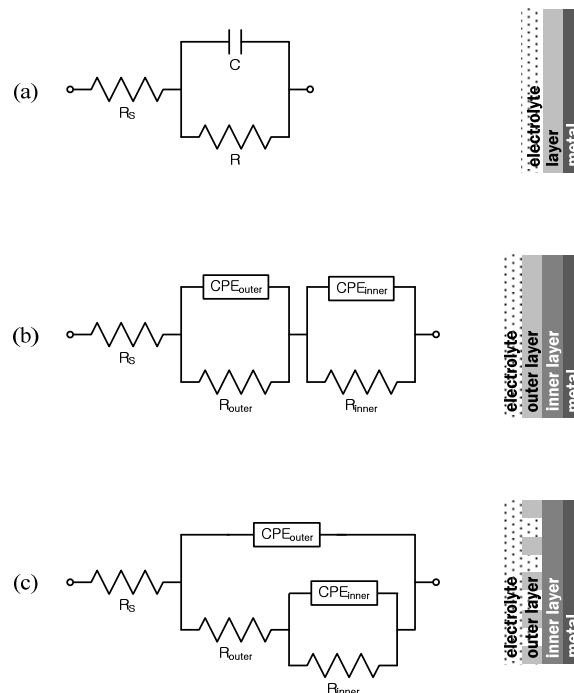 (a)
C
R
Rs
electrolyte
layer
metal
(b)
CPEouter
CPEinner
Rs
Router
Rinner
electrolyte
outer layer
inner layer
metal
(c)
CPEouter
CPEinner
Rs
Router
Rinner
electrolyte
outer layer
inner layer
metal